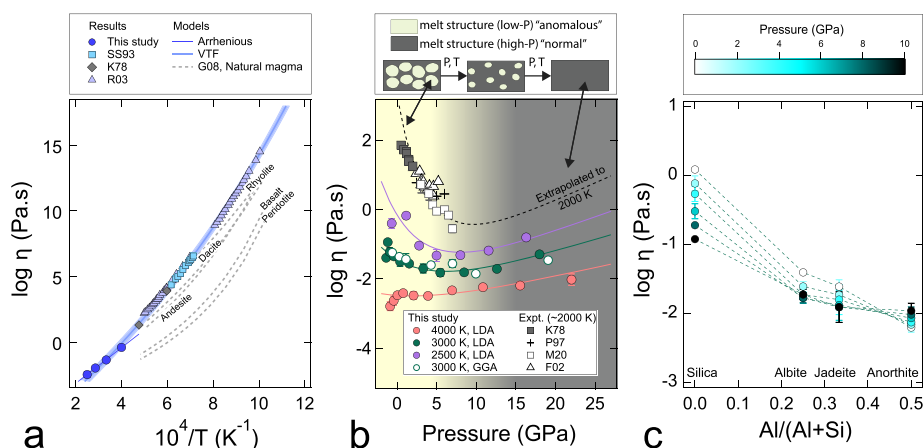 Results
Models
This study
SS93
K78
R03
Arrhenious
VTF
G08, Natural magma
15
10
5
0
log η (Pa.s)
Rhyolite
Basalt
Peridotite
Dacite
Andesite
2
4
6
8
10
12
10⁴/T (K⁻¹)
a
melt structure (low-P) "anomalous"
melt structure (high-P) "normal"
P, T
P, T
2
0
-2
-4
log η (Pa.s)
Extrapolated to
2000 K
This study
Expt. (~2000 K)
4000 K, LDA
K78
3000 K, LDA
P97
2500 K, LDA
M20
3000 K, GGA
F02
0
5
10
15
20
25
Pressure (GPa)
b
Pressure (GPa)
0
2
4
6
8
10
1
0
-1
-2
-3
log η (Pa.s)
Silica
Albite
Jadeite
Anorthite
0.0
0.1
0.2
0.3
0.4
0.5
Al/(Al+Si)
c